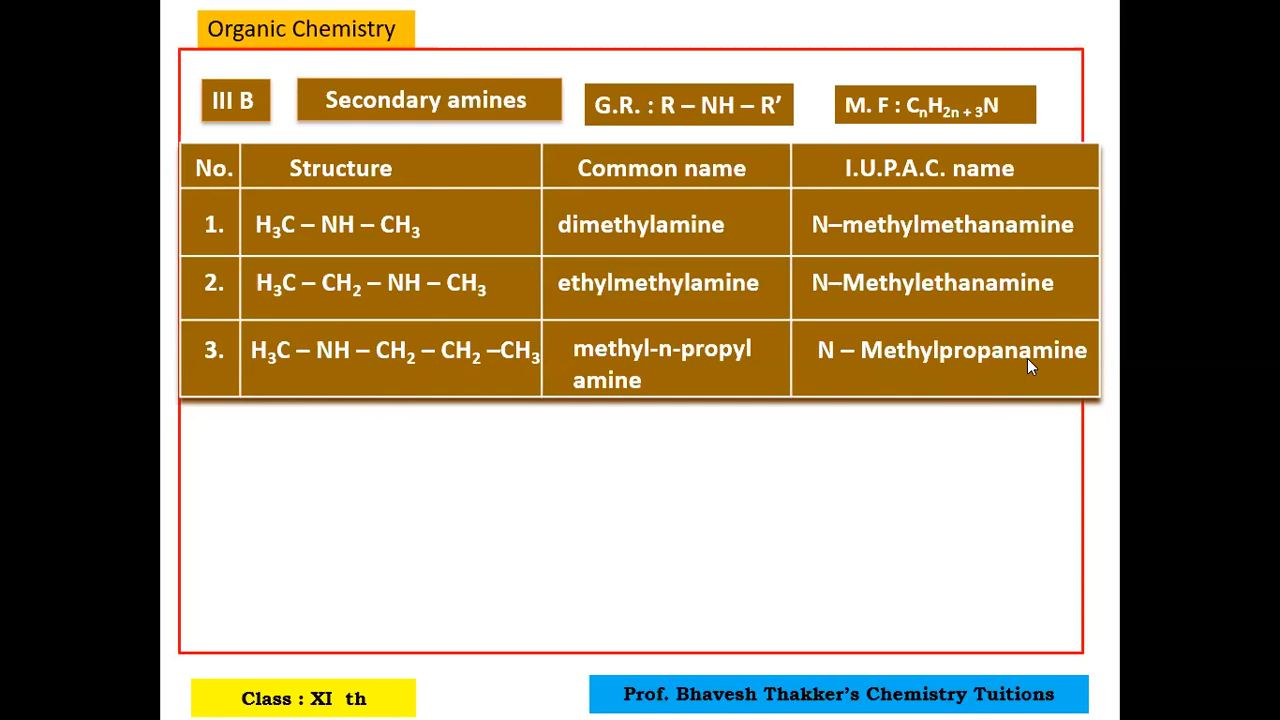 Organic Chemistry
III B Secondary amines G.R. : R – NH – R’ M. F : CₙH₂ₙ ₊ ₃N
No. Structure Common name I.U.P.A.C. name
1. H₃C – NH – CH₃ dimethylamine N–methylmethanamine
2. H₃C – CH₂ – NH – CH₃ ethylmethylamine N–Methylethanamine
3. H₃C – NH – CH₂ – CH₂ –CH₃ methyl-n-propyl N – Methylpropanamine
amine
Class : XI th Prof. Bhavesh Thakker’s Chemistry Tuitions